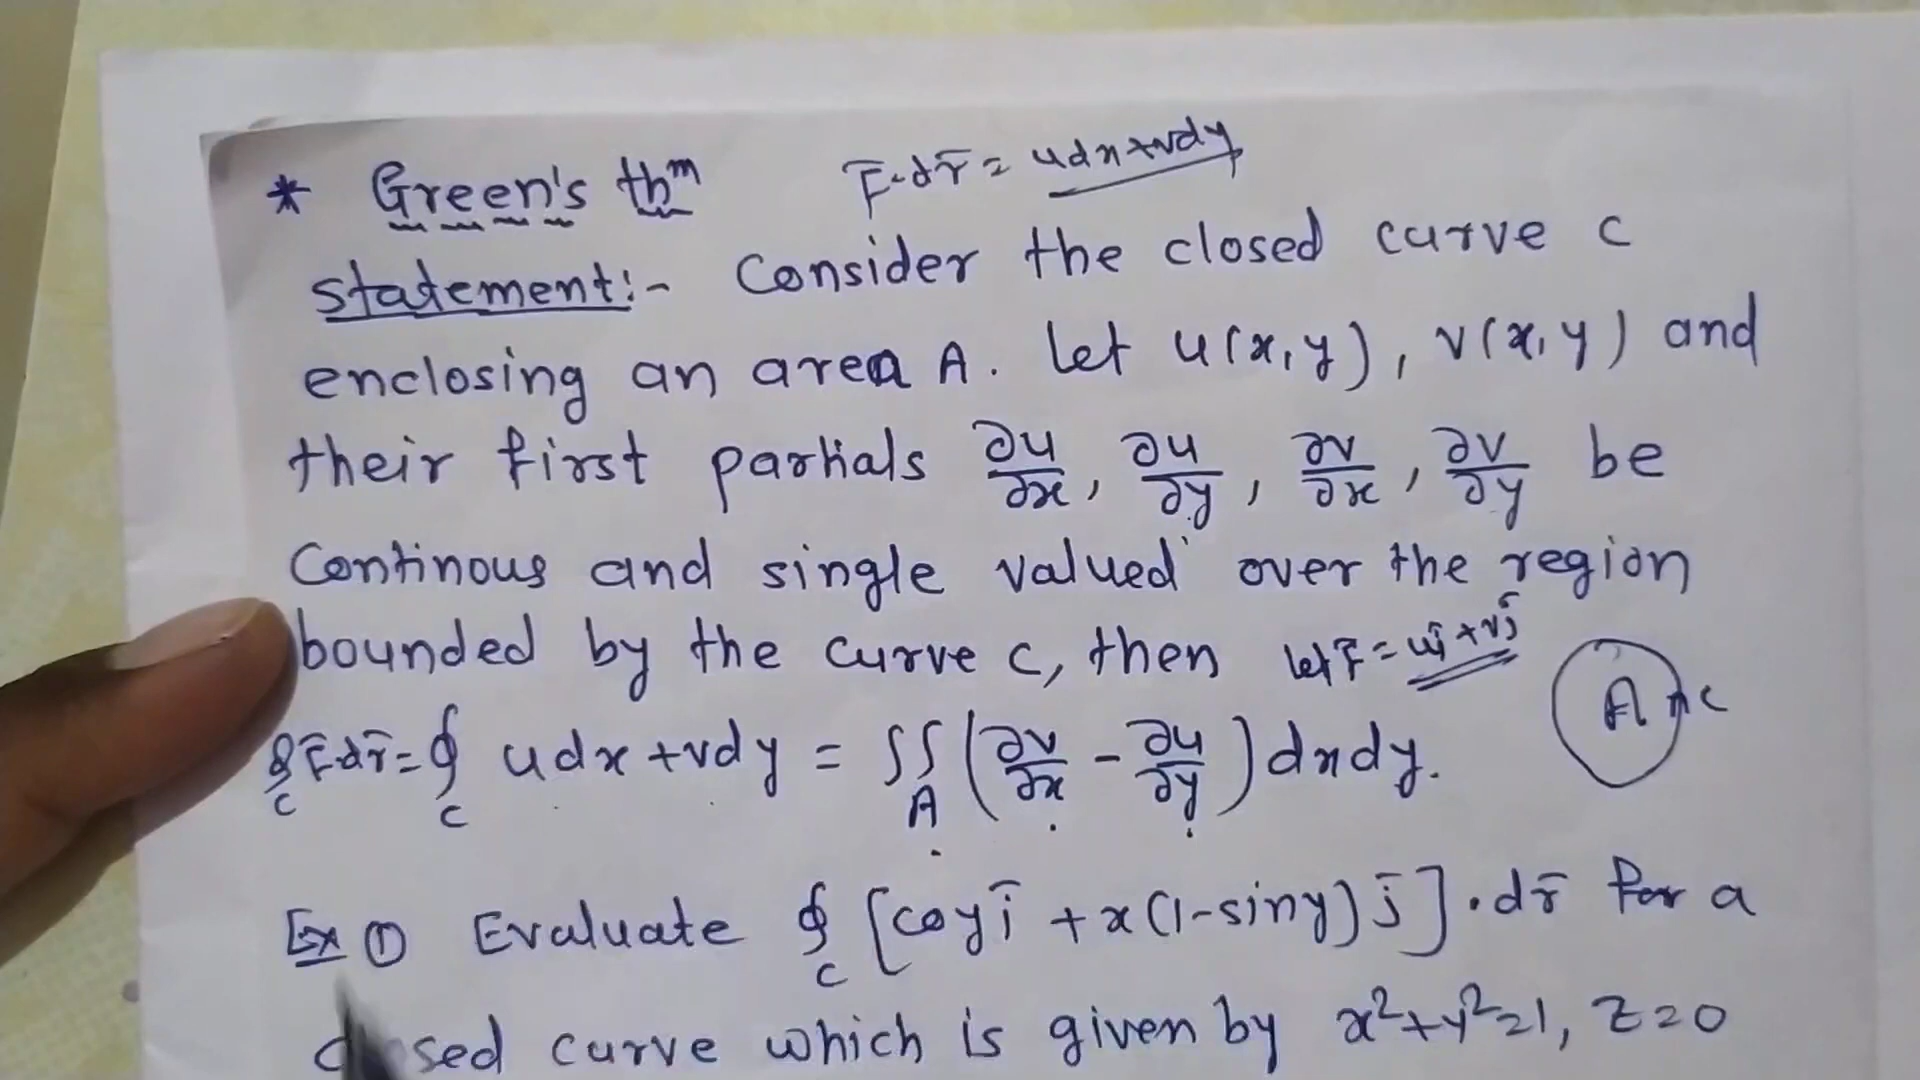 * Green's thm F̄·dr̄ = udx+vdy
Statement:- Consider the closed curve c
enclosing an area A. Let u(x,y), v(x,y) and
their first partials ∂u/∂x, ∂u/∂y, ∂v/∂x, ∂v/∂y be
Continous and single valued over the region
bounded by the curve c, then let F̄ = uī+vj̄
∮c F̄·dr̄ = ∮c udx+vdy = ∬A (∂v/∂x - ∂u/∂y) dxdy.
A c
Ex ① Evaluate ∮c [cosy ī + x(1-siny) j̄]·dr̄ for a
closed curve which is given by x²+y²=1, z=0